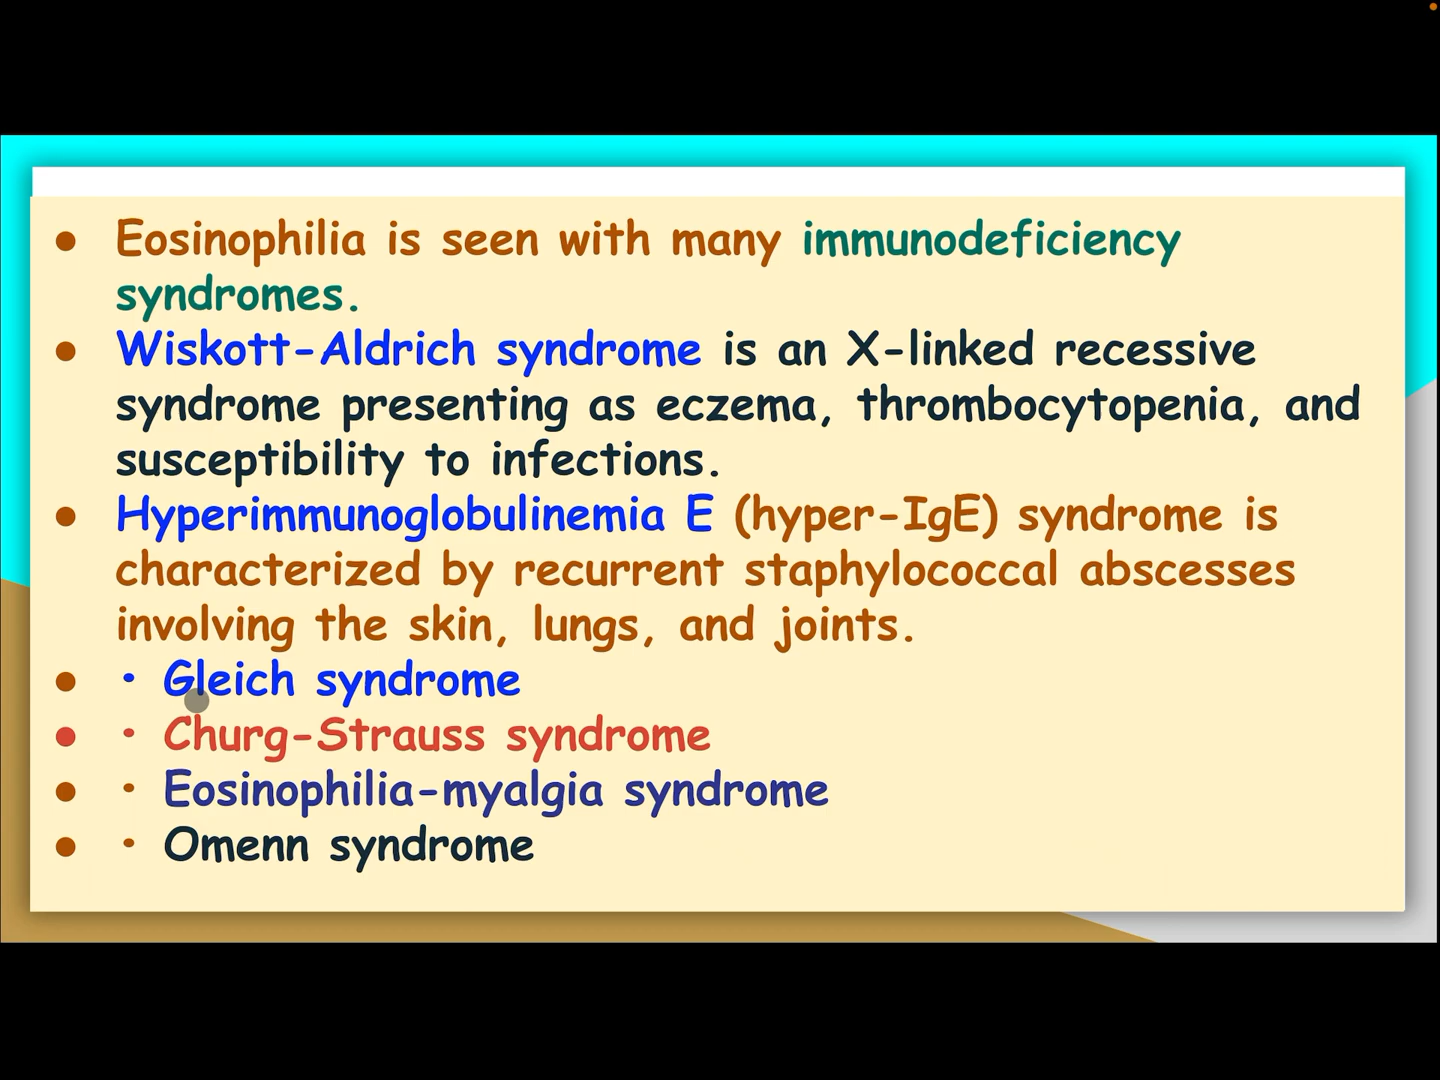 ● Eosinophilia is seen with many immunodeficiency
syndromes.
● Wiskott-Aldrich syndrome is an X-linked recessive
syndrome presenting as eczema, thrombocytopenia, and
susceptibility to infections.
● Hyperimmunoglobulinemia E (hyper-IgE) syndrome is
characterized by recurrent staphylococcal abscesses
involving the skin, lungs, and joints.
● • Gleich syndrome
● • Churg-Strauss syndrome
● • Eosinophilia-myalgia syndrome
● • Omenn syndrome